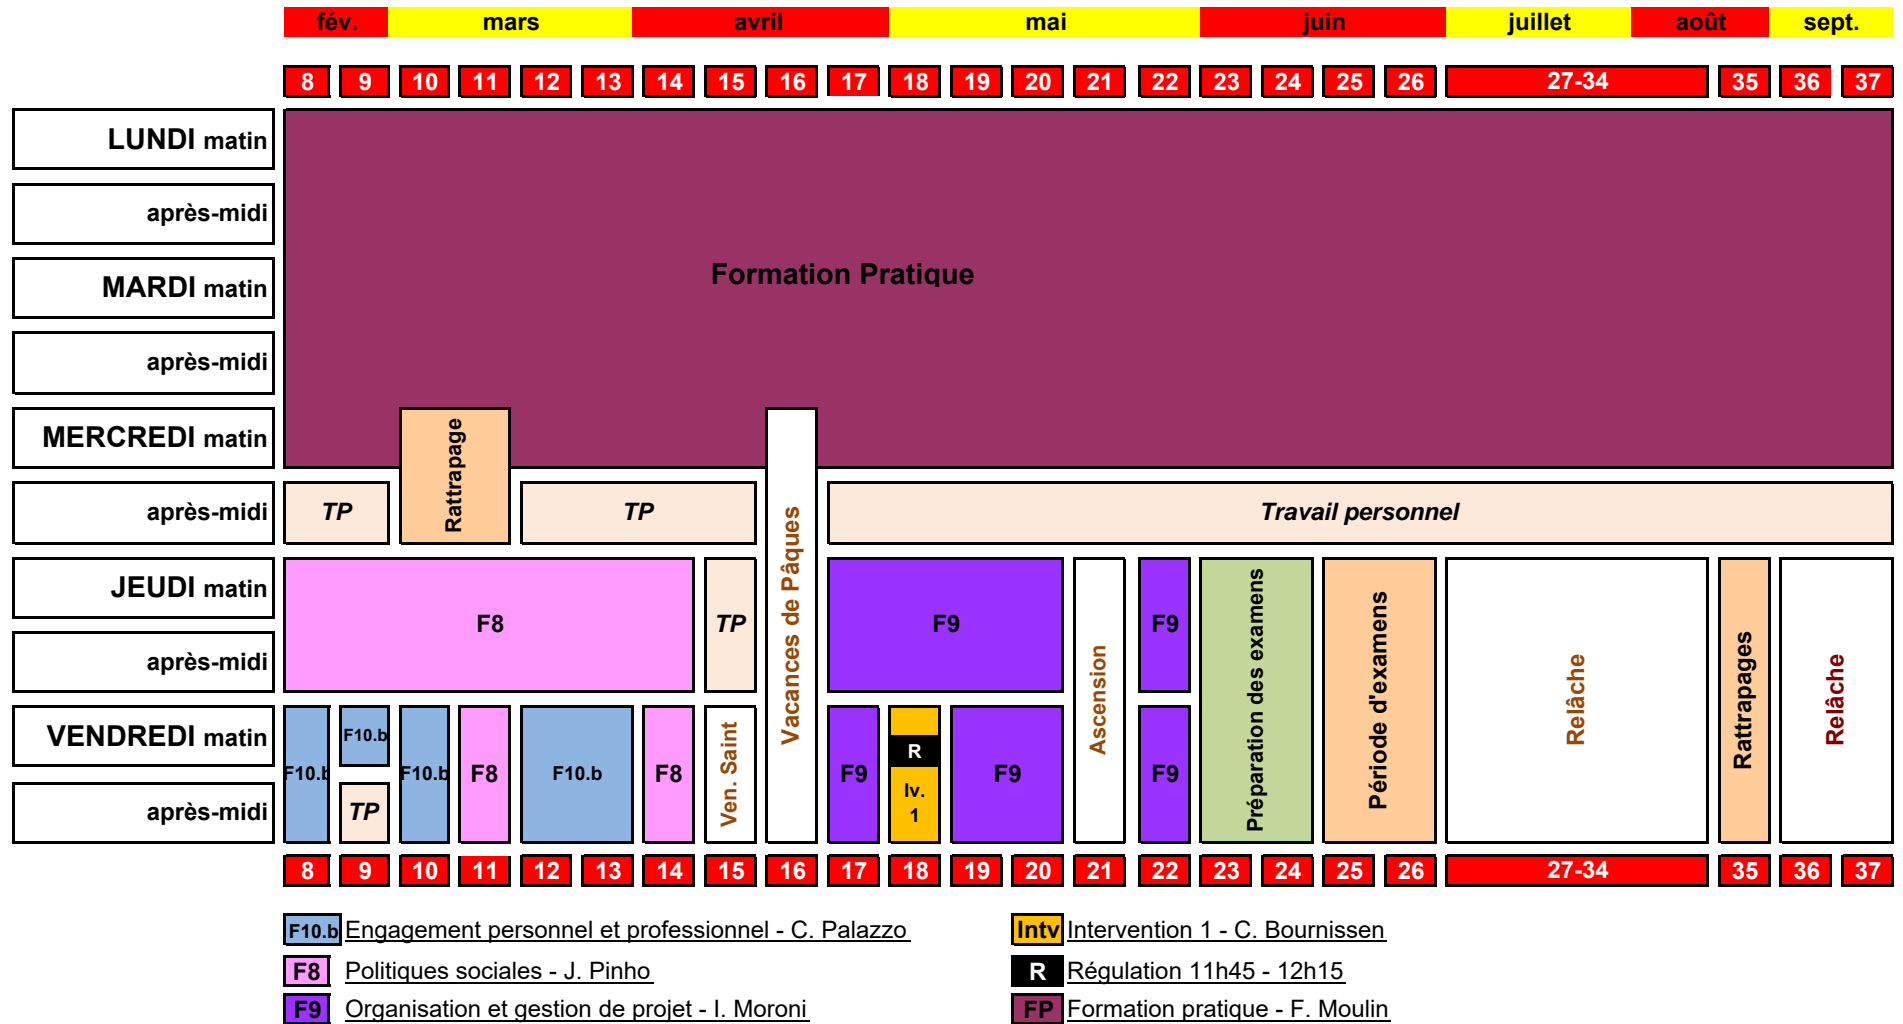 fév. mars avril mai juin juillet août sept.
8 9 10 11 12 13 14 15 16 17 18 19 20 21 22 23 24 25 26 27-34 35 36 37
LUNDI matin
après-midi
MARDI matin
Formation Pratique
après-midi
MERCREDI matin
Rattrapage
après-midi
TP
TP
Vacances de Pâques
Travail personnel
JEUDI matin
F8
TP
F9
Ascension
F9
Préparation des examens
Période d'examens
Relâche
Rattrapages
Relâche
après-midi
VENDREDI matin
F10.b
F10.b
F10.b
F8
F10.b
F8
Ven. Saint
F9
R
F9
F9
après-midi
TP
Iv.
1
8 9 10 11 12 13 14 15 16 17 18 19 20 21 22 23 24 25 26 27-34 35 36 37
F10.b Engagement personnel et professionnel - C. Palazzo
F8 Politiques sociales - J. Pinho
F9 Organisation et gestion de projet - I. Moroni
Intv Intervention 1 - C. Bournissen
R Régulation 11h45 - 12h15
FP Formation pratique - F. Moulin